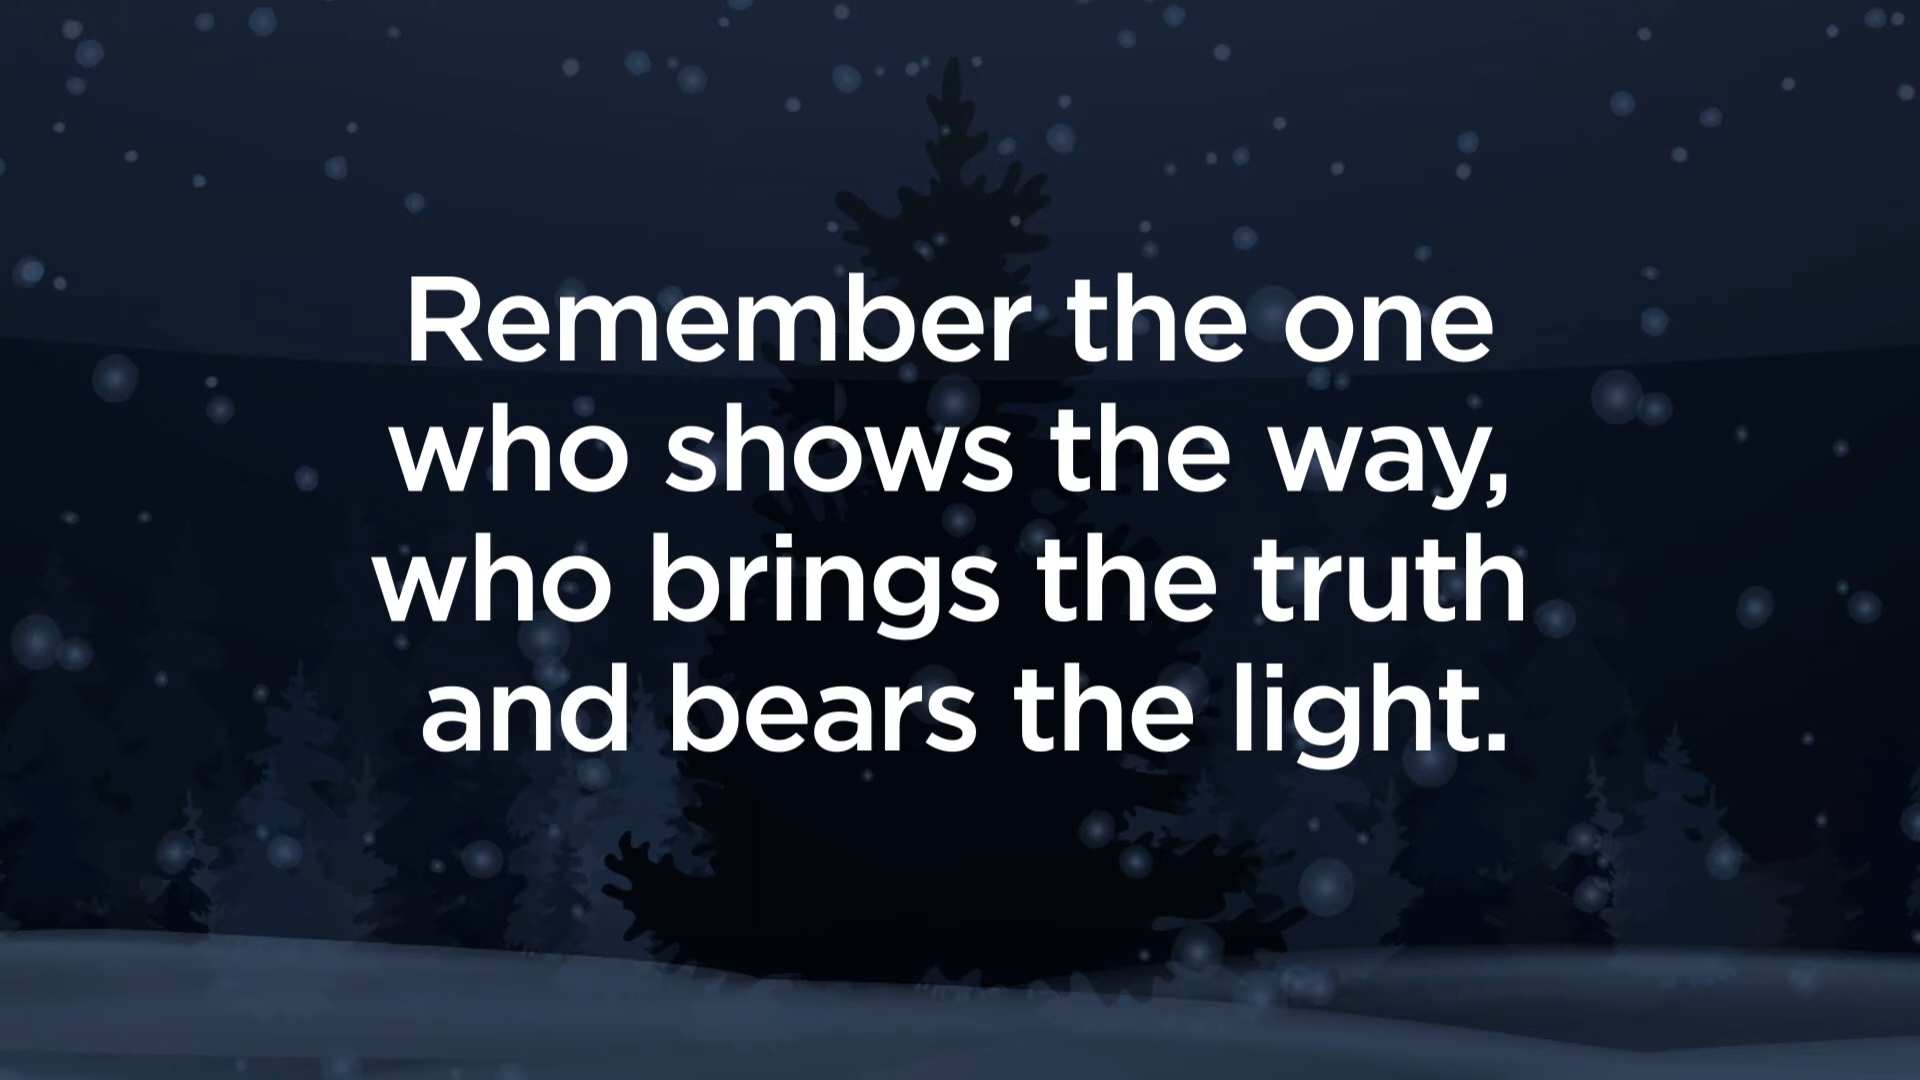 Remember the one
who shows the way,
who brings the truth
and bears the light.